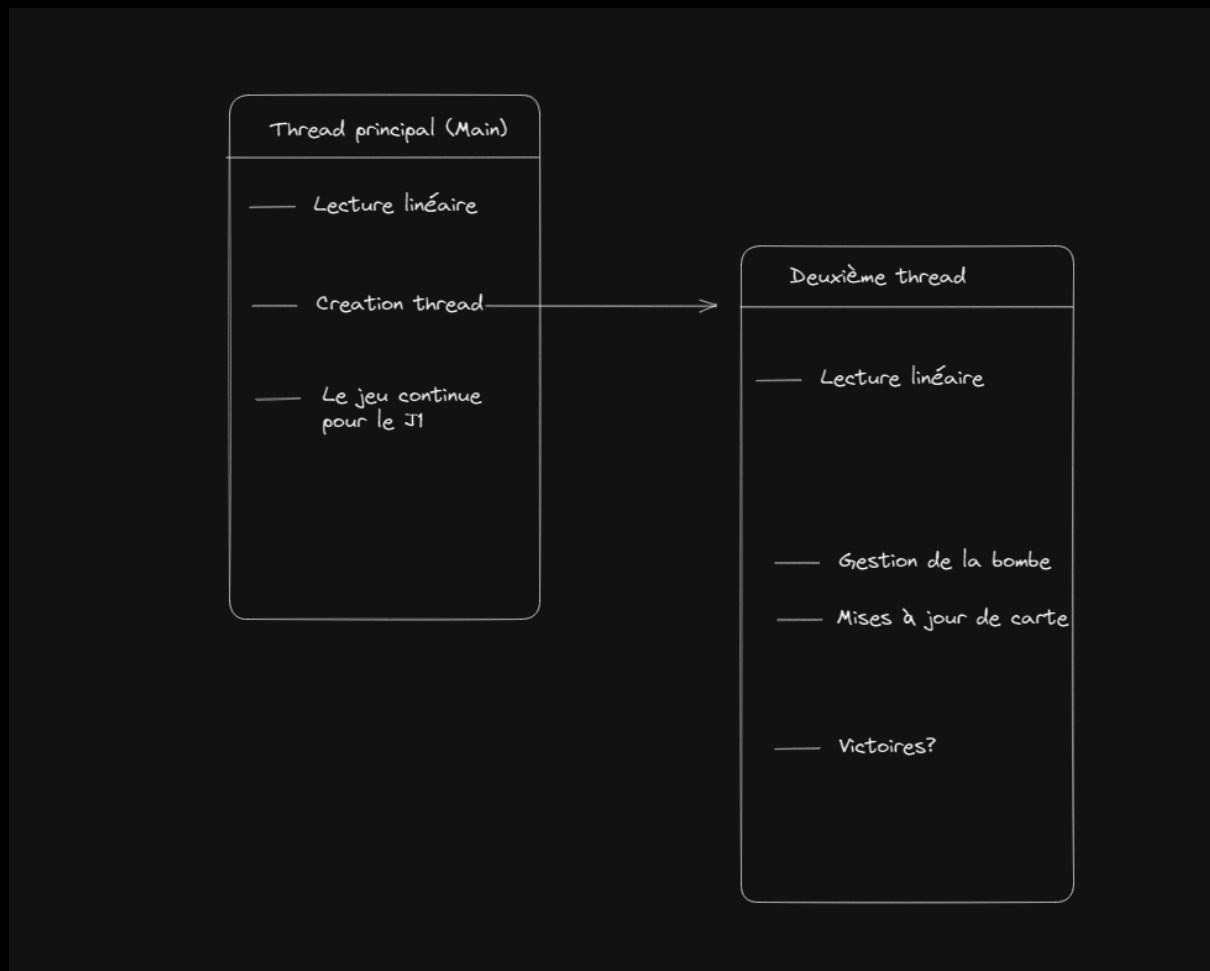 Thread principal (Main)
Lecture linéaire
Creation thread
Le jeu continue
pour le J1
Deuxième thread
Lecture linéaire
Gestion de la bombe
Mises à jour de carte
Victoires?